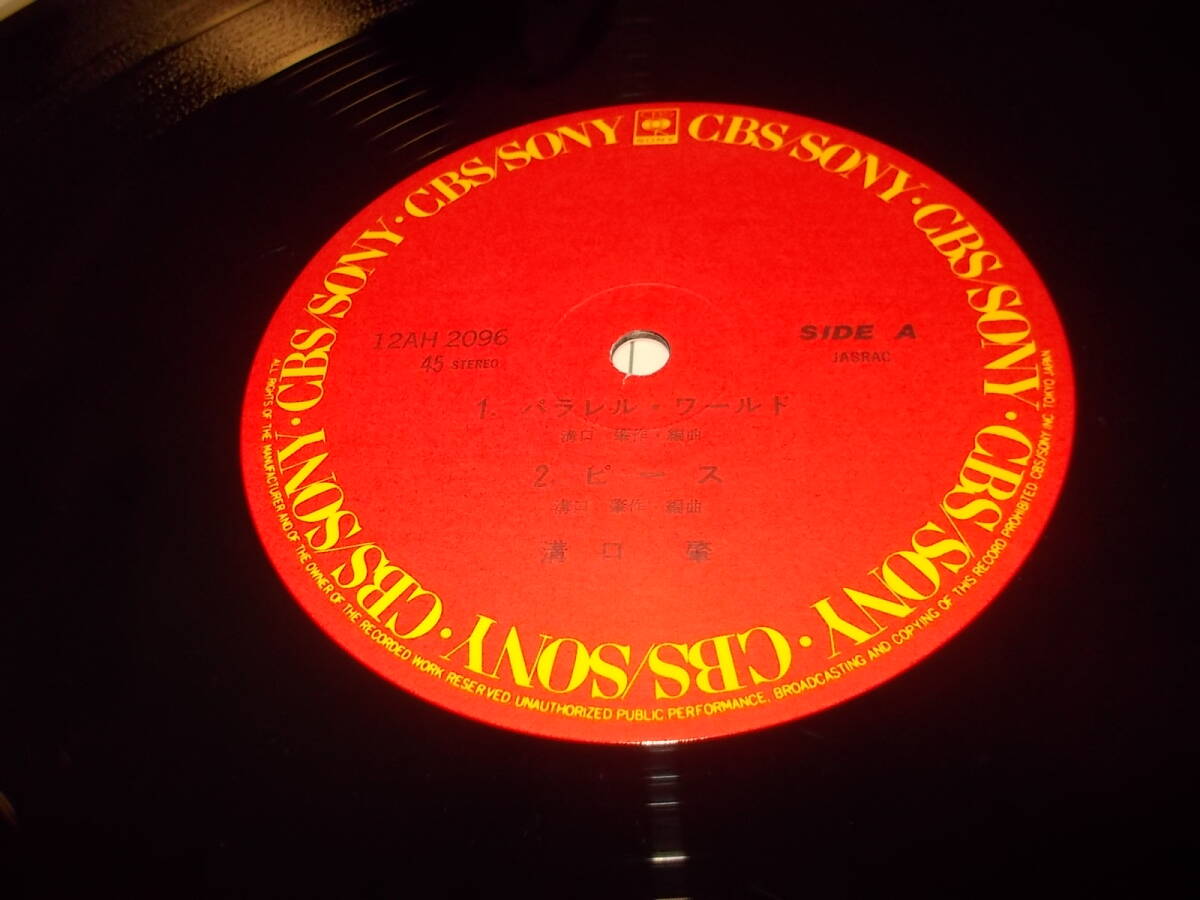 CBS/SONY · CBS/SONY · CBS/SONY · CBS/SONY · CBS/SONY · CBS/SONY · CBS/SONY · CBS/SONY
SONY
12AH 2096
45 STEREO
SIDE A
JASRAC
1. パラレル・ワールド
溝口 肇作・編曲
2. ピース
溝口 肇作・編曲
溝口 肇
ALL RIGHTS OF THE MANUFACTURER AND OF THE OWNER OF THE RECORDED WORK RESERVED. UNAUTHORIZED PUBLIC PERFORMANCE, BROADCASTING AND COPYING OF THIS RECORD PROHIBITED CBS/SONY INC. TOKYO JAPAN